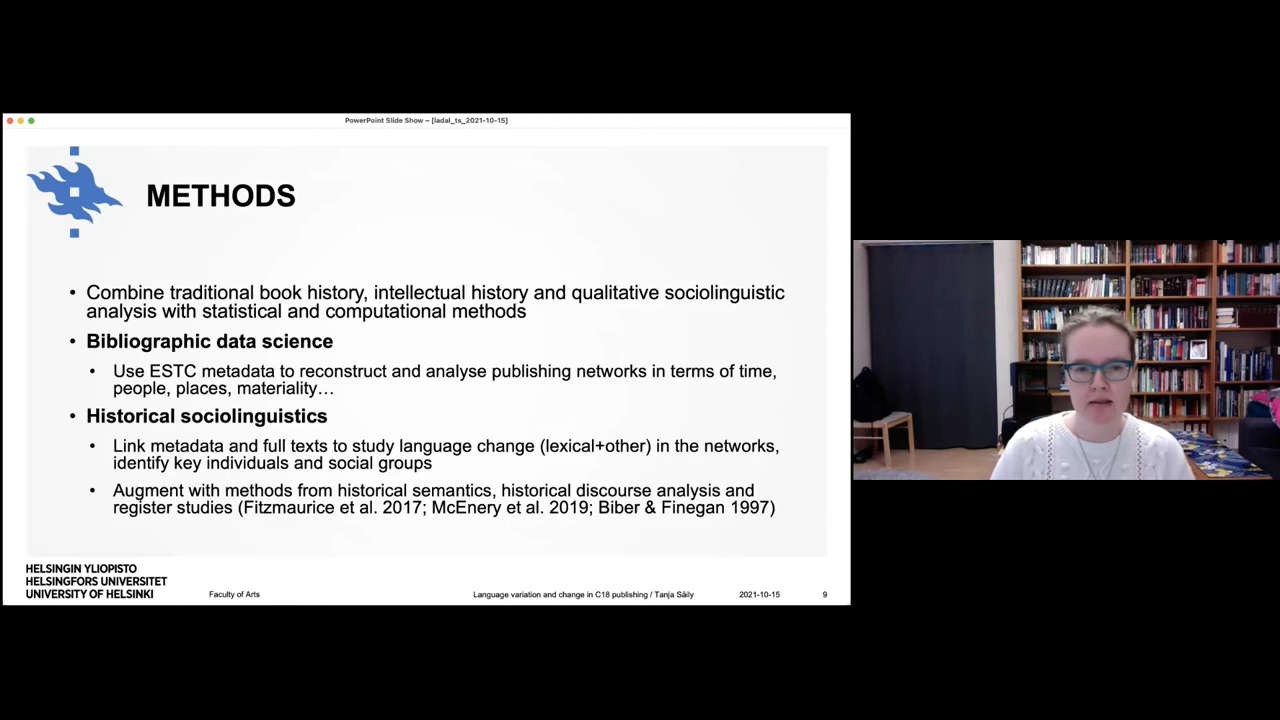 PowerPoint Slide Show – [ladal_ts_2021-10-15]
METHODS
• Combine traditional book history, intellectual history and qualitative sociolinguistic
analysis with statistical and computational methods
• Bibliographic data science
• Use ESTC metadata to reconstruct and analyse publishing networks in terms of time,
people, places, materiality…
• Historical sociolinguistics
• Link metadata and full texts to study language change (lexical+other) in the networks,
identify key individuals and social groups
• Augment with methods from historical semantics, historical discourse analysis and
register studies (Fitzmaurice et al. 2017; McEnery et al. 2019; Biber & Finegan 1997)
HELSINGIN YLIOPISTO
HELSINGFORS UNIVERSITET
UNIVERSITY OF HELSINKI
Faculty of Arts
Language variation and change in C18 publishing / Tanja Säily
2021-10-15
9